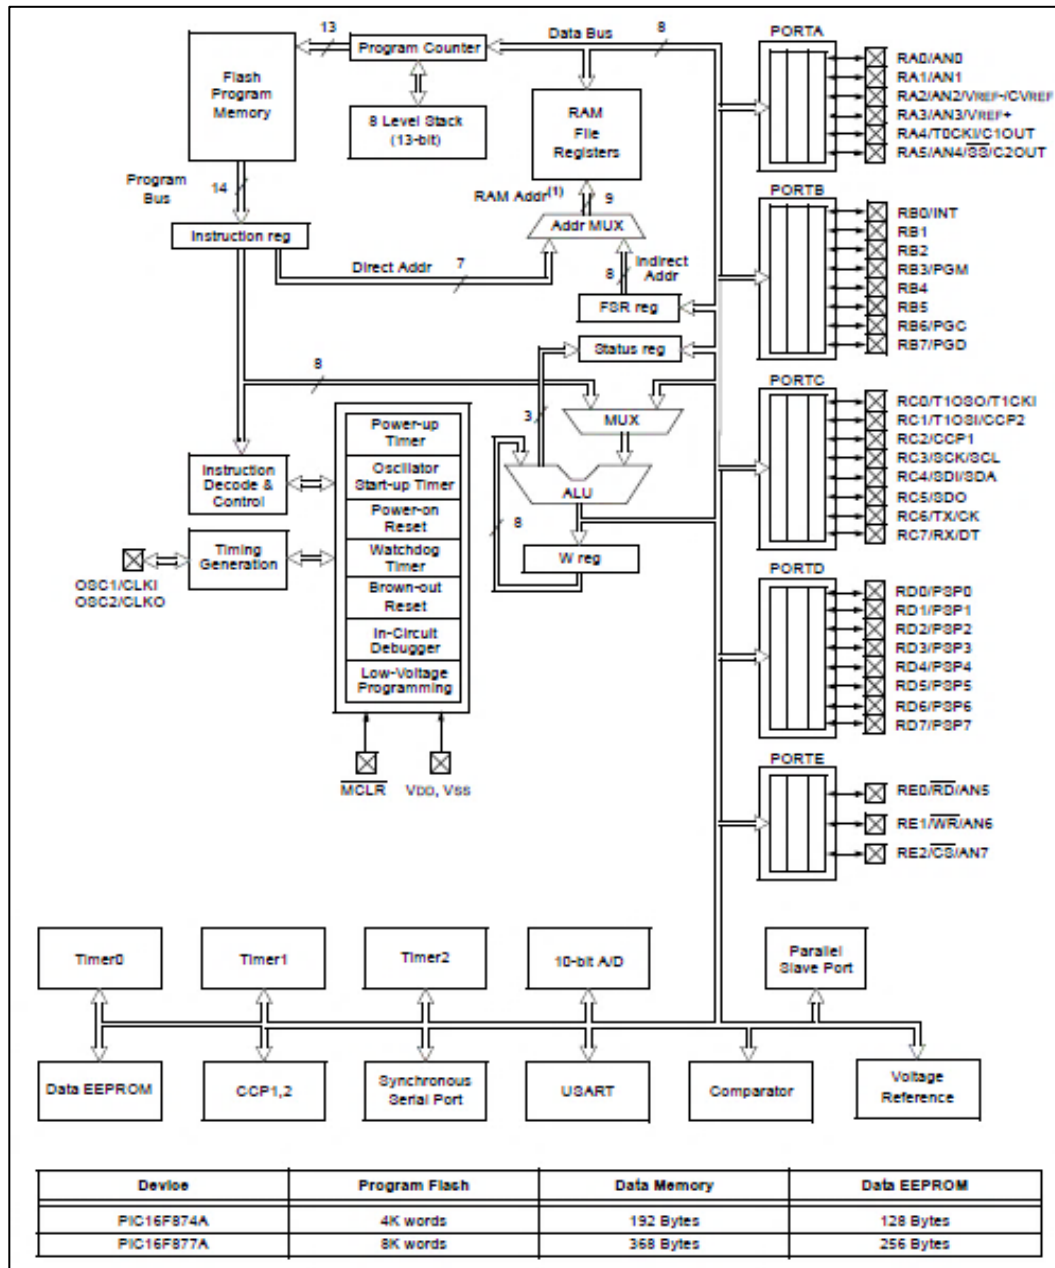 13
Data Bus
8
PORTA
Program Counter
Flash
Program
Memory
8 Level Stack
(13-bit)
RAM
File
Registers
RA0/AN0
RA1/AN1
RA2/AN2/VREF-/CVREF
RA3/AN3/VREF+
RA4/T0CKI/C1OUT
RA5/AN4/SS/C2OUT
Program
Bus
14
RAM Addr(1)
9
PORTB
Instruction reg
Addr MUX
Direct Addr
7
8
Indirect
Addr
FSR reg
RB0/INT
RB1
RB2
RB3/PGM
RB4
RB5
RB6/PGC
RB7/PGD
Status reg
8
3
MUX
PORTC
RC0/T1OSO/T1CKI
RC1/T1OSI/CCP2
RC2/CCP1
RC3/SCK/SCL
RC4/SDI/SDA
RC5/SDO
RC6/TX/CK
RC7/RX/DT
Instruction
Decode &
Control
Power-up
Timer
Oscillator
Start-up Timer
Power-on
Reset
Watchdog
Timer
Brown-out
Reset
In-Circuit
Debugger
Low-Voltage
Programming
ALU
8
W reg
Timing
Generation
OSC1/CLKI
OSC2/CLKO
PORTD
RD0/PSP0
RD1/PSP1
RD2/PSP2
RD3/PSP3
RD4/PSP4
RD5/PSP5
RD6/PSP6
RD7/PSP7
MCLR
VDD, VSS
PORTE
RE0/RD/AN5
RE1/WR/AN6
RE2/CS/AN7
Timer0
Timer1
Timer2
10-bit A/D
Parallel
Slave Port
Data EEPROM
CCP1,2
Synchronous
Serial Port
USART
Comparator
Voltage
Reference
Device Program Flash Data Memory Data EEPROM
PIC16F874A 4K words 192 Bytes 128 Bytes
PIC16F877A 8K words 368 Bytes 256 Bytes